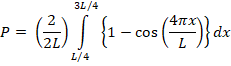 P = (2/2L) ∫_{L/4}^{3L/4} {1 − cos(4πx/L)} dx